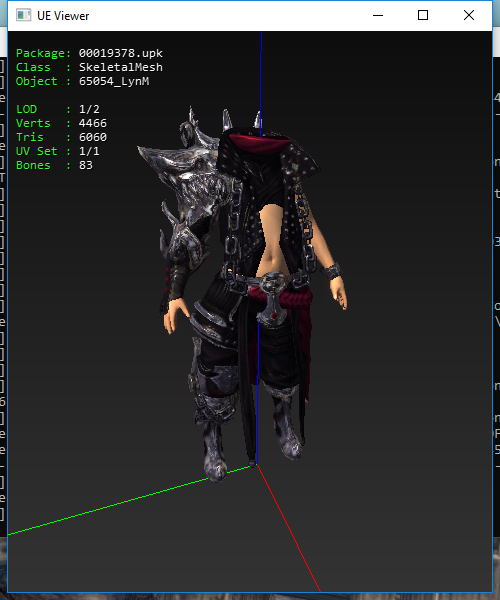 UE Viewer
Package: 00019378.upk
Class : SkeletalMesh
Object : 65054_LynM
LOD : 1/2
Verts : 4466
Tris : 6060
UV Set : 1/1
Bones : 83